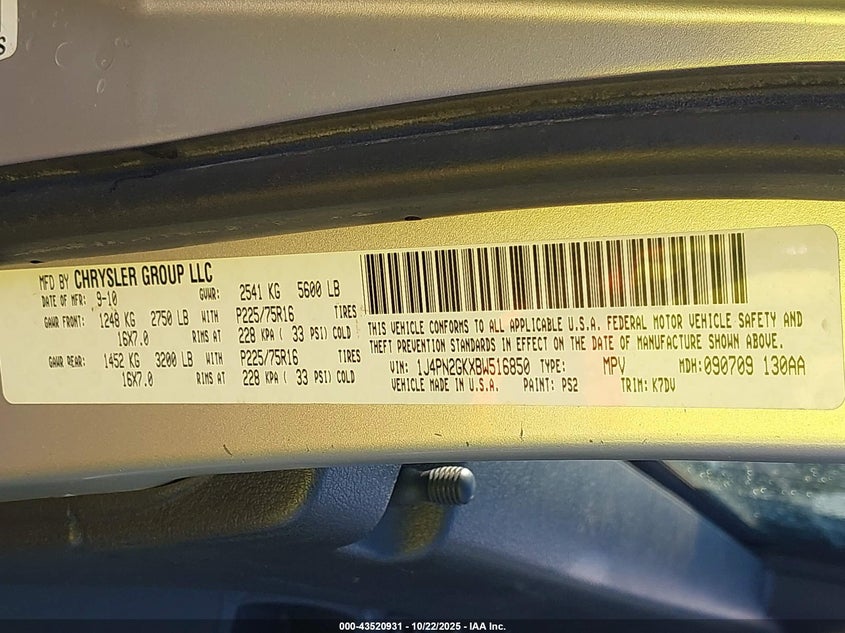 S
MFD BY CHRYSLER GROUP LLC
DATE OF MFR: 9-10 GVWR: 2541 KG 5600 LB
GAWR FRONT: 1248 KG 2750 LB WITH P225/75R16 TIRES
16X7.0 RIMS AT 228 KPA ( 33 PSI) COLD
GAWR REAR: 1452 KG 3200 LB WITH P225/75R16 TIRES
16X7.0 RIMS AT 228 KPA ( 33 PSI) COLD
THIS VEHICLE CONFORMS TO ALL APPLICABLE U.S.A. FEDERAL MOTOR VEHICLE SAFETY AND
THEFT PREVENTION STANDARDS IN EFFECT ON THE DATE OF MANUFACTURE SHOWN ABOVE.
VIN: 1J4PN2GKXBW516850 TYPE: MPV MDH:090709 130AA
VEHICLE MADE IN U.S.A. PAINT: PS2 TRIM: K7DV
000-43520931 - 10/22/2025 - IAA Inc.